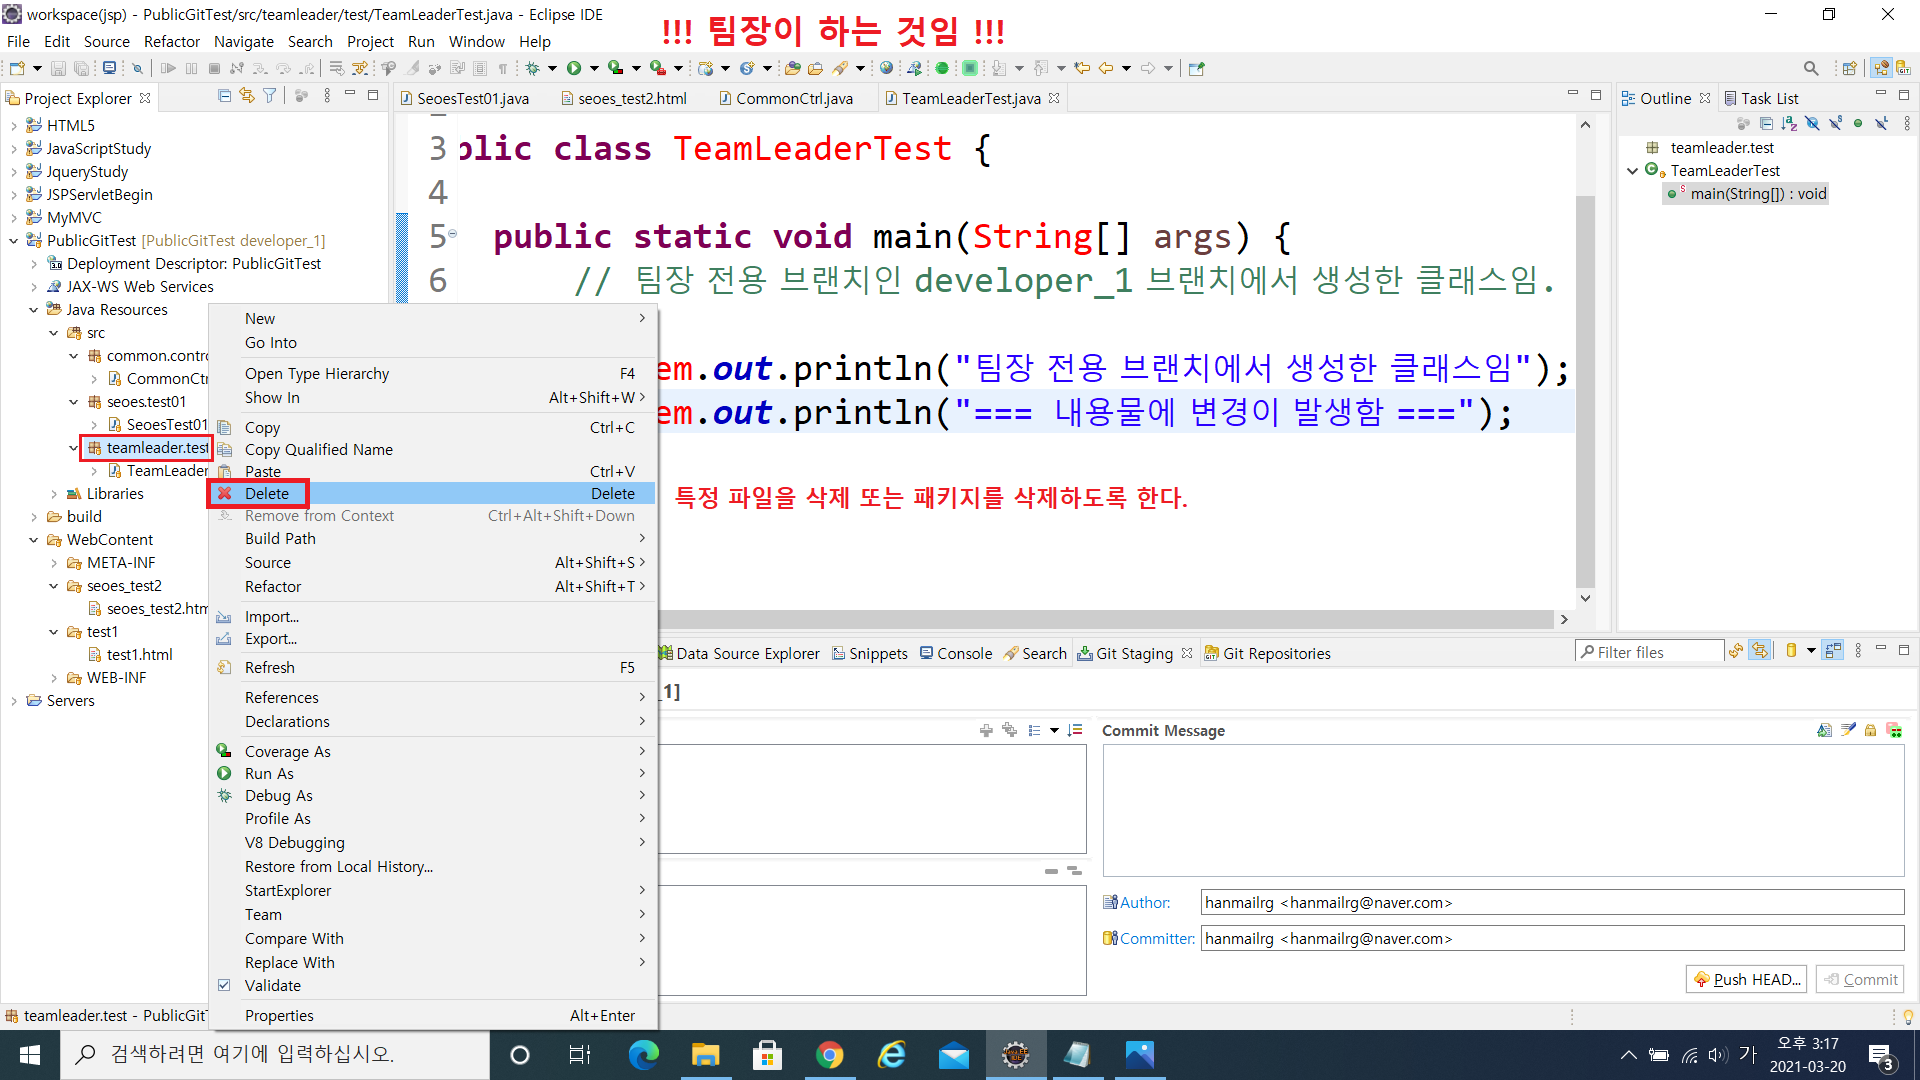 workspace(jsp) - PublicGitTest/src/teamleader/test/TeamLeaderTest.java - Eclipse IDE
!!! 팀장이 하는 것임 !!!
File Edit Source Refactor Navigate Search Project Run Window Help
Project Explorer
HTML5
JavaScriptStudy
JqueryStudy
JSPServletBegin
MyMVC
PublicGitTest [PublicGitTest developer_1]
Deployment Descriptor: PublicGitTest
JAX-WS Web Services
Java Resources
src
common.contro
CommonCtr
seoes.test01
SeoesTest01
teamleader.test
TeamLeader
Libraries
build
WebContent
META-INF
seoes_test2
seoes_test2.htm
test1
test1.html
WEB-INF
Servers
New
Go Into
Open Type Hierarchy F4
Show In Alt+Shift+W
Copy Ctrl+C
Copy Qualified Name
Paste Ctrl+V
Delete Delete
Remove from Context Ctrl+Alt+Shift+Down
Build Path
Source Alt+Shift+S
Refactor Alt+Shift+T
Import...
Export...
Refresh F5
References
Declarations
Coverage As
Run As
Debug As
Profile As
V8 Debugging
Restore from Local History...
StartExplorer
Team
Compare With
Replace With
Validate
Properties Alt+Enter
SeoesTest01.java seoes_test2.html CommonCtrl.java TeamLeaderTest.java
3 blic class TeamLeaderTest {
4
5 public static void main(String[] args) {
6 // 팀장 전용 브랜치인 developer_1 브랜치에서 생성한 클래스임.
em.out.println("팀장 전용 브랜치에서 생성한 클래스임");
em.out.println("=== 내용물에 변경이 발생함 ===");
특정 파일을 삭제 또는 패키지를 삭제하도록 한다.
Outline Task List
teamleader.test
TeamLeaderTest
main(String[]) : void
Data Source Explorer Snippets Console Search Git Staging Git Repositories
Filter files
_1]
Commit Message
Author: hanmailrg <hanmailrg@naver.com>
Committer: hanmailrg <hanmailrg@naver.com>
Push HEAD... Commit
teamleader.test - PublicGitT
검색하려면 여기에 입력하십시오.
가
오후 3:17
2021-03-20
3